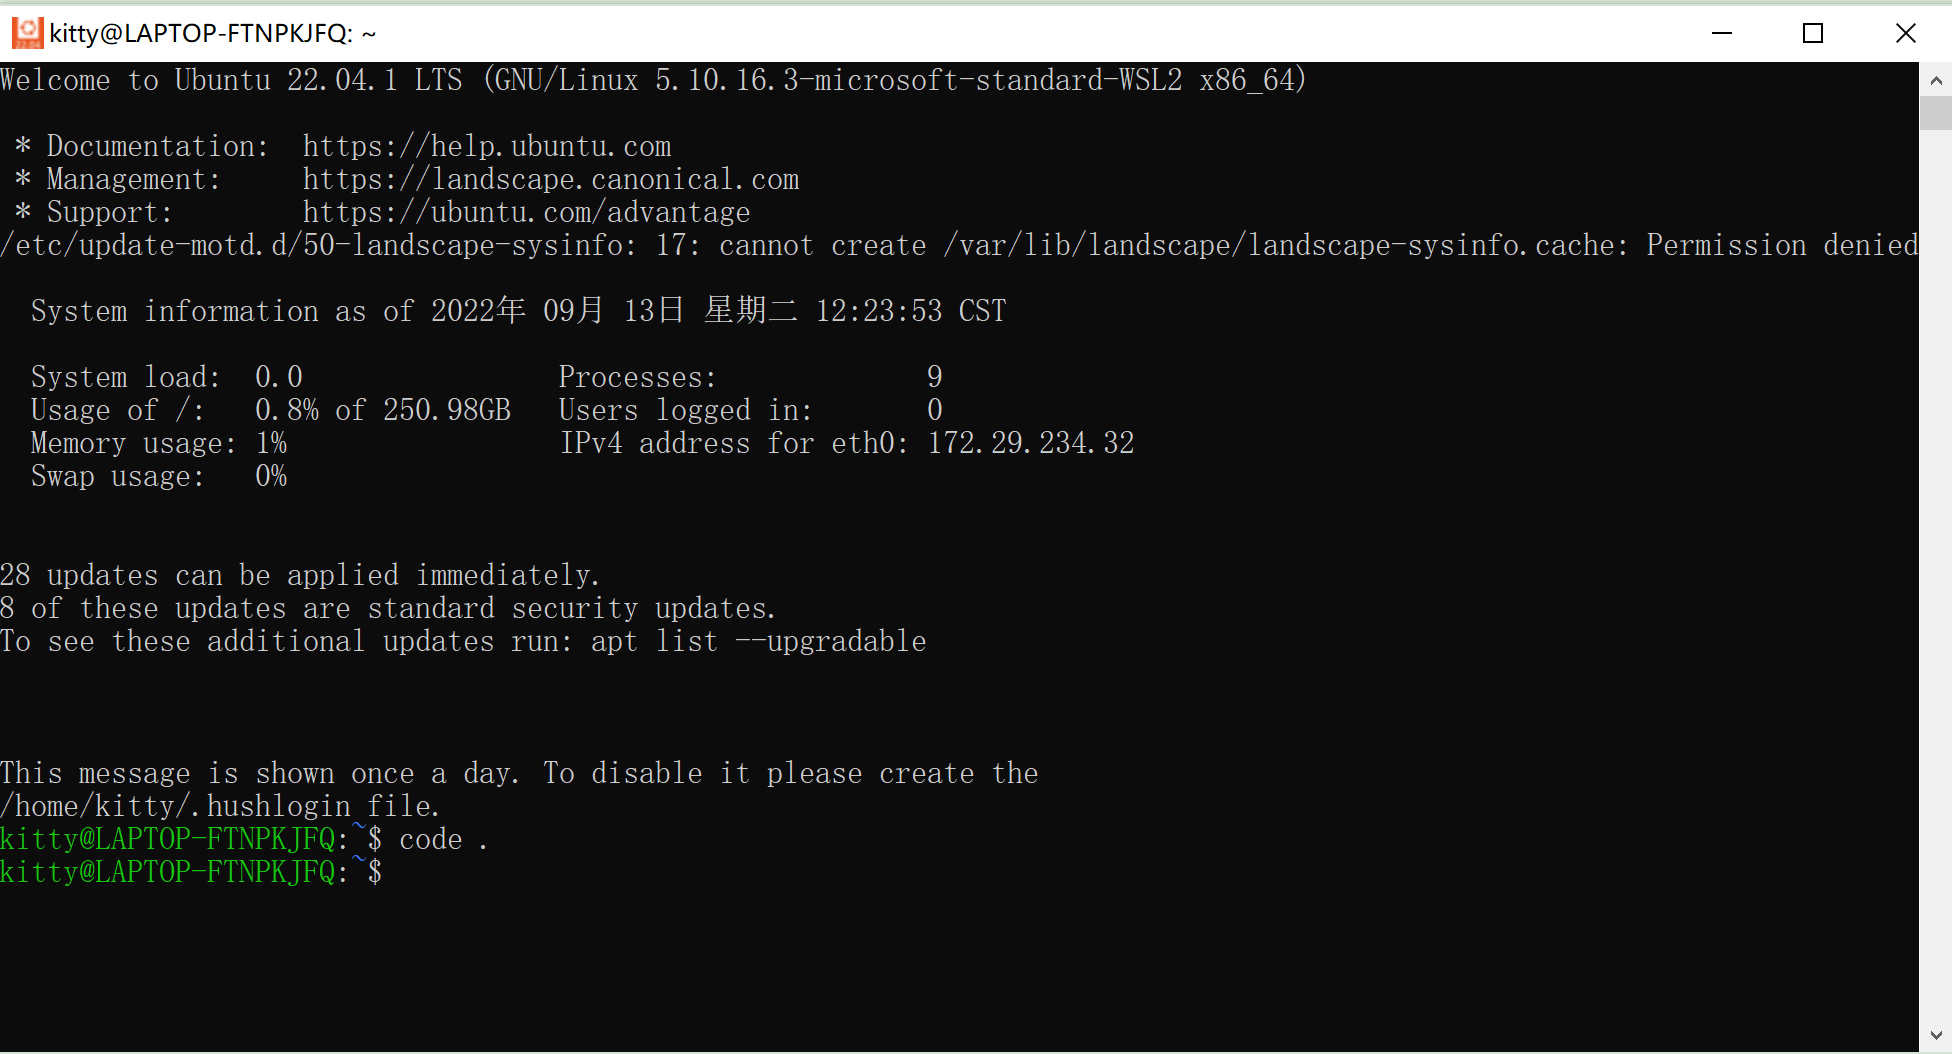 kitty@LAPTOP-FTNPKJFQ: ~
Welcome to Ubuntu 22.04.1 LTS (GNU/Linux 5.10.16.3-microsoft-standard-WSL2 x86_64)
* Documentation:  https://help.ubuntu.com
* Management:     https://landscape.canonical.com
* Support:        https://ubuntu.com/advantage
/etc/update-motd.d/50-landscape-sysinfo: 17: cannot create /var/lib/landscape/landscape-sysinfo.cache: Permission denied
System information as of 2022年 09月 13日 星期二 12:23:53 CST
System load:  0.0                Processes:             9
Usage of /:   0.8% of 250.98GB   Users logged in:       0
Memory usage: 1%                 IPv4 address for eth0: 172.29.234.32
Swap usage:   0%
28 updates can be applied immediately.
8 of these updates are standard security updates.
To see these additional updates run: apt list --upgradable
This message is shown once a day. To disable it please create the
/home/kitty/.hushlogin file.
kitty@LAPTOP-FTNPKJFQ:~$ code .
kitty@LAPTOP-FTNPKJFQ:~$